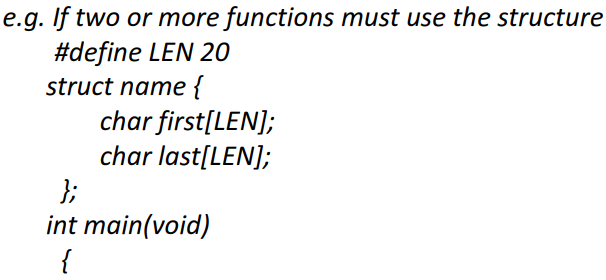 e.g. If two or more functions must use the structure
#define LEN 20
struct name {
char first[LEN];
char last[LEN];
};
int main(void)
{